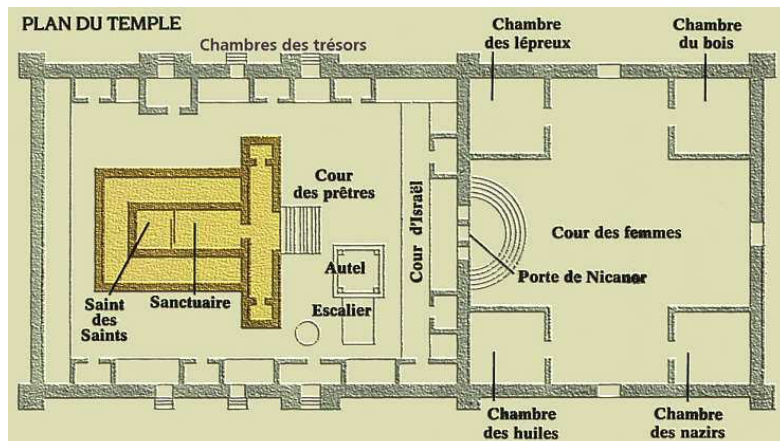 PLAN DU TEMPLE
Chambres des trésors
Chambre
des lépreux
Chambre
du bois
Cour
des prêtres
Cour d'Israël
Cour des femmes
Autel
Porte de Nicanor
Saint
des
Saints
Sanctuaire
Escalier
Chambre
des huiles
Chambre
des nazirs